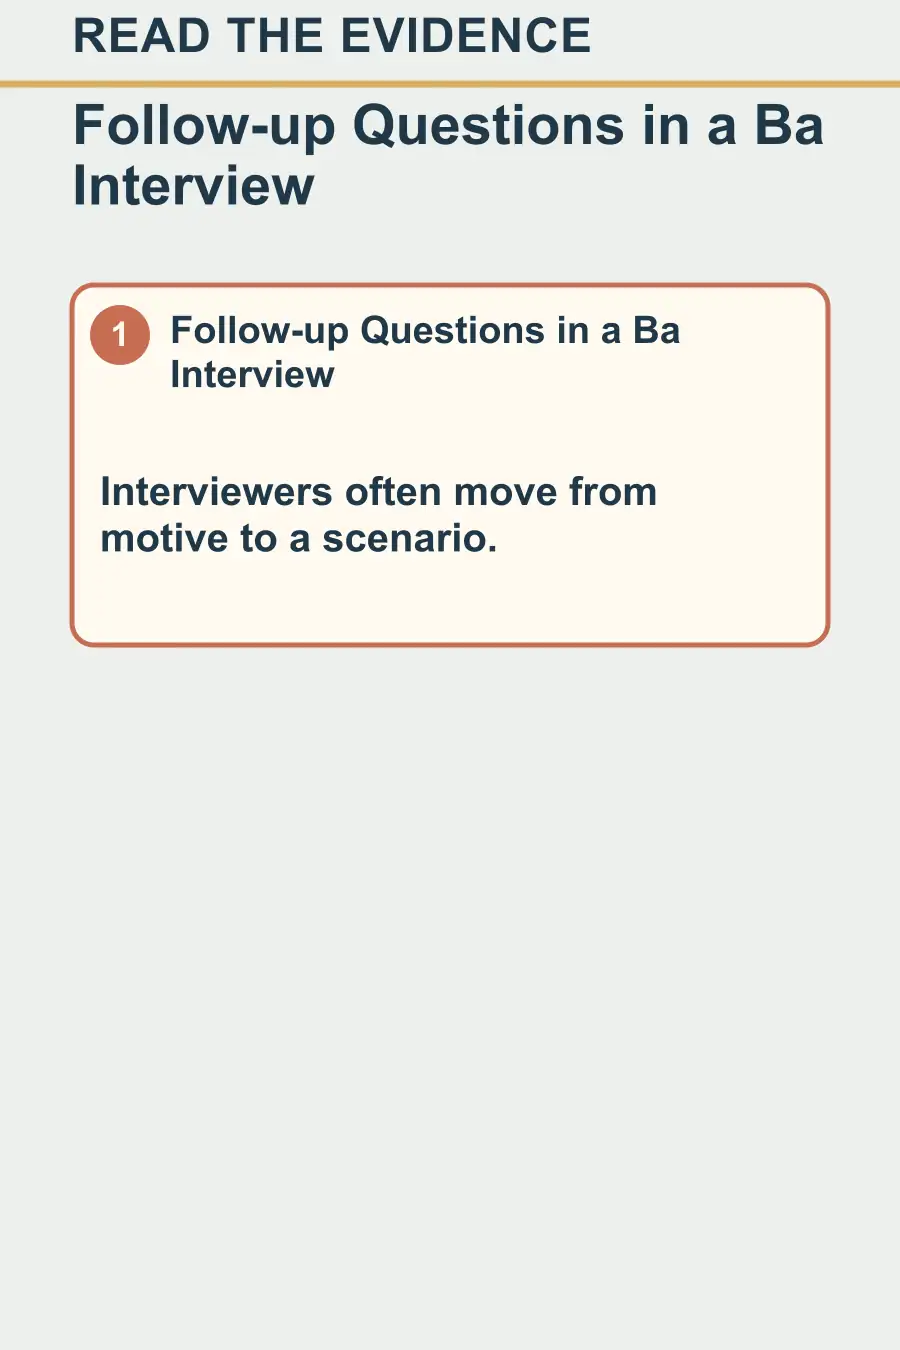 READ THE EVIDENCE
Follow-up Questions in a Ba
Interview
1
Follow-up Questions in a Ba
Interview
Interviewers often move from
motive to a scenario.